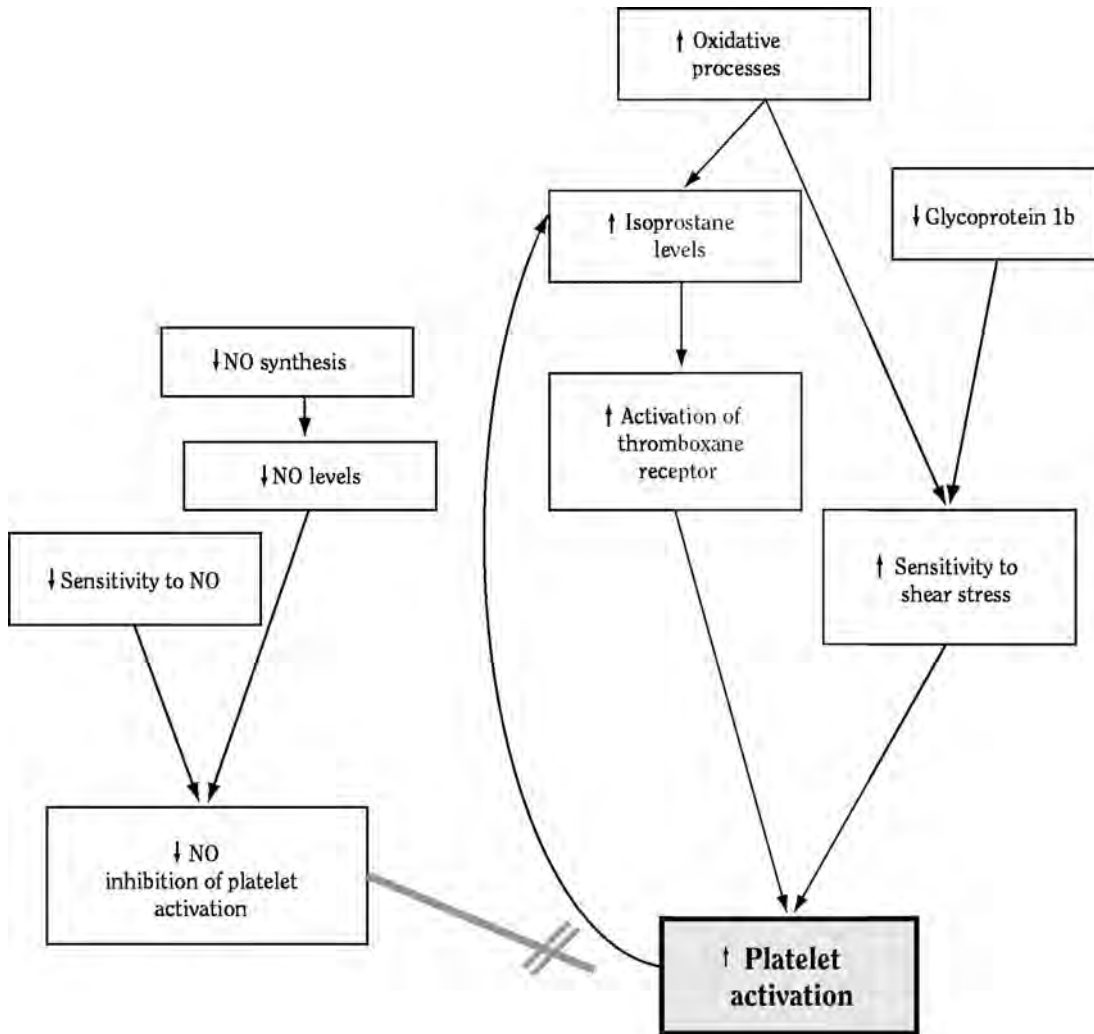 ↑ Oxidative
processes
↑ Isoprostane
levels
↓ Glycoprotein 1b
↓ NO synthesis
↑ Activation of
thromboxane
receptor
↓ NO levels
↓ Sensitivity to NO
↑ Sensitivity to
shear stress
↓ NO
inhibition of platelet
activation
↑ Platelet
activation